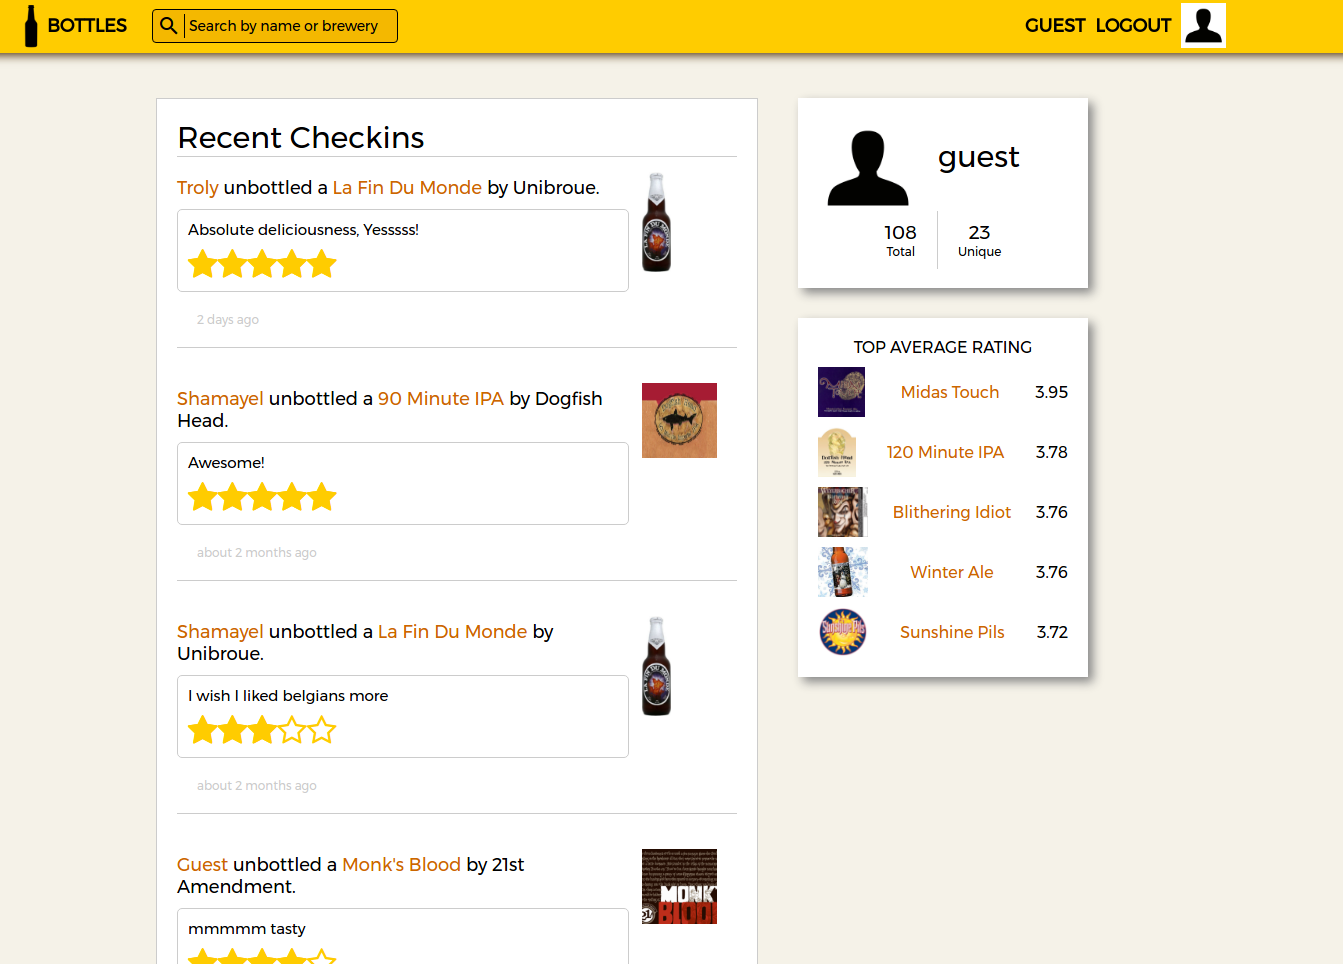 BOTTLES
Search by name or brewery
GUEST LOGOUT
Recent Checkins
Troly unbottled a La Fin Du Monde by Unibroue.
Absolute deliciousness, Yesssss!
2 days ago
Shamayel unbottled a 90 Minute IPA by Dogfish
Head.
Awesome!
about 2 months ago
Shamayel unbottled a La Fin Du Monde by
Unibroue.
I wish I liked belgians more
about 2 months ago
Guest unbottled a Monk's Blood by 21st
Amendment.
MONK
BLOOD
mmmmm tasty
guest
108
Total
23
Unique
TOP AVERAGE RATING
Midas Touch 3.95
120 Minute IPA 3.78
Blithering Idiot 3.76
Winter Ale 3.76
Sunshine Pils 3.72